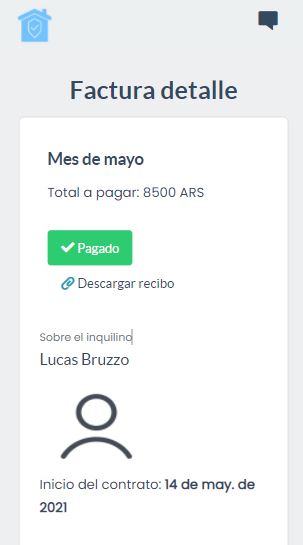 Factura detalle
Mes de mayo
Total a pagar: 8500 ARS
Pagado
Descargar recibo
Sobre el inquilino
Lucas Bruzzo
Inicio del contrato: 14 de may. de
2021